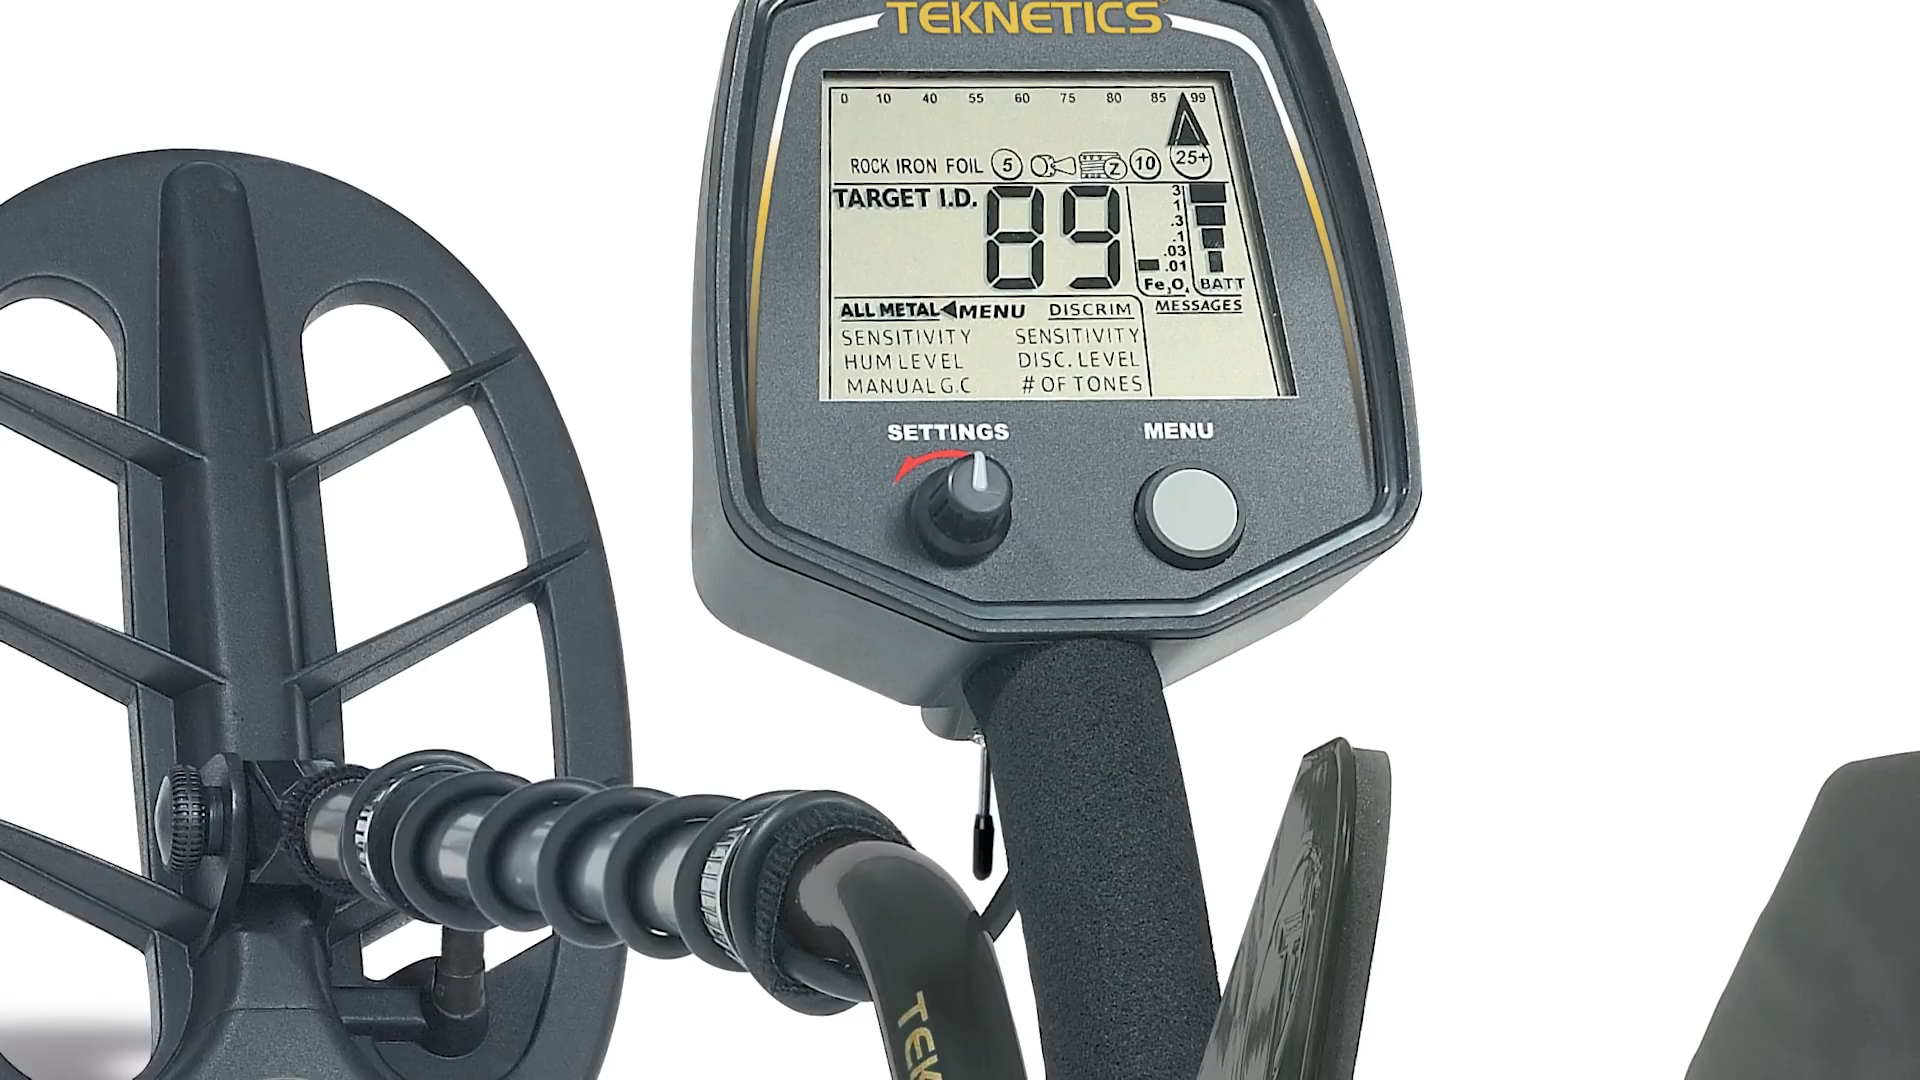 TEKNETICS
0 10 40 55 60 75 80 85 99
ROCK IRON FOIL 5 Z 10 25+
TARGET I.D. 89
3
1
.3
.1
.03
.01
Fe3O4 BATT
ALL METAL MENU DISCRIM MESSAGES
SENSITIVITY SENSITIVITY
HUM LEVEL DISC. LEVEL
MANUAL G.C # OF TONES
SETTINGS MENU
TEK